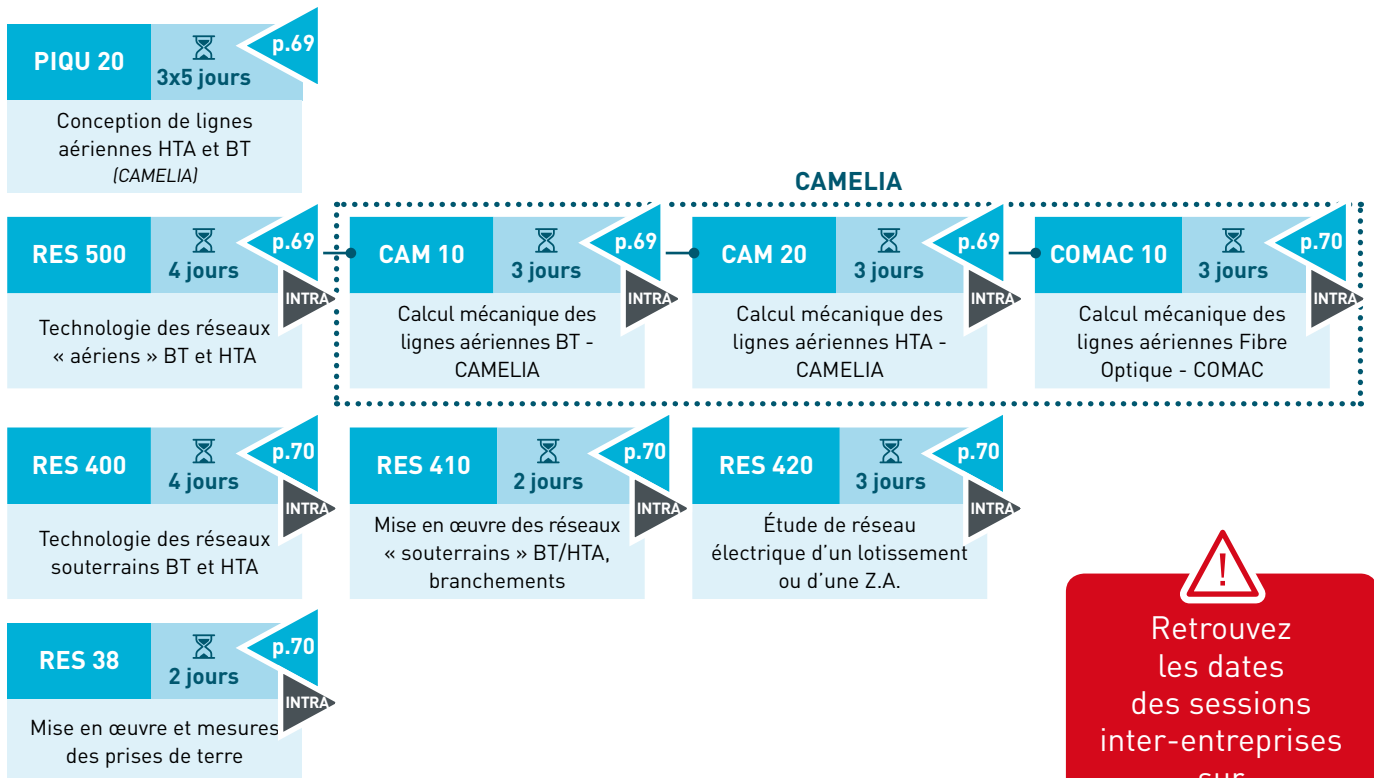 PIQU 20
3x5 jours
p.69
Conception de lignes
aériennes HTA et BT
(CAMELIA)
CAMELIA
RES 500
4 jours
p.69
INTRA
Technologie des réseaux
« aériens » BT et HTA
CAM 10
3 jours
p.69
INTRA
Calcul mécanique des
lignes aériennes BT -
CAMELIA
CAM 20
3 jours
p.69
INTRA
Calcul mécanique des
lignes aériennes HTA -
CAMELIA
COMAC 10
3 jours
p.70
INTRA
Calcul mécanique des
lignes aériennes Fibre
Optique - COMAC
RES 400
4 jours
p.70
INTRA
Technologie des réseaux
souterrains BT et HTA
RES 410
2 jours
p.70
INTRA
Mise en œuvre des réseaux
« souterrains » BT/HTA,
branchements
RES 420
3 jours
p.70
INTRA
Étude de réseau
électrique d'un lotissement
ou d'une Z.A.
RES 38
2 jours
p.70
INTRA
Mise en œuvre et mesures
des prises de terre
!
Retrouvez
les dates
des sessions
inter-entreprises
sur